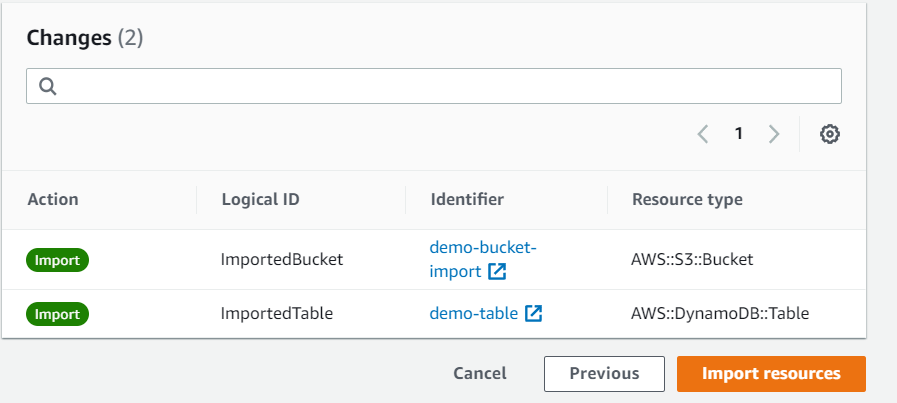 Changes (2)
1
Action Logical ID Identifier Resource type
Import ImportedBucket demo-bucket-
import AWS::S3::Bucket
Import ImportedTable demo-table AWS::DynamoDB::Table
Cancel Previous Import resources